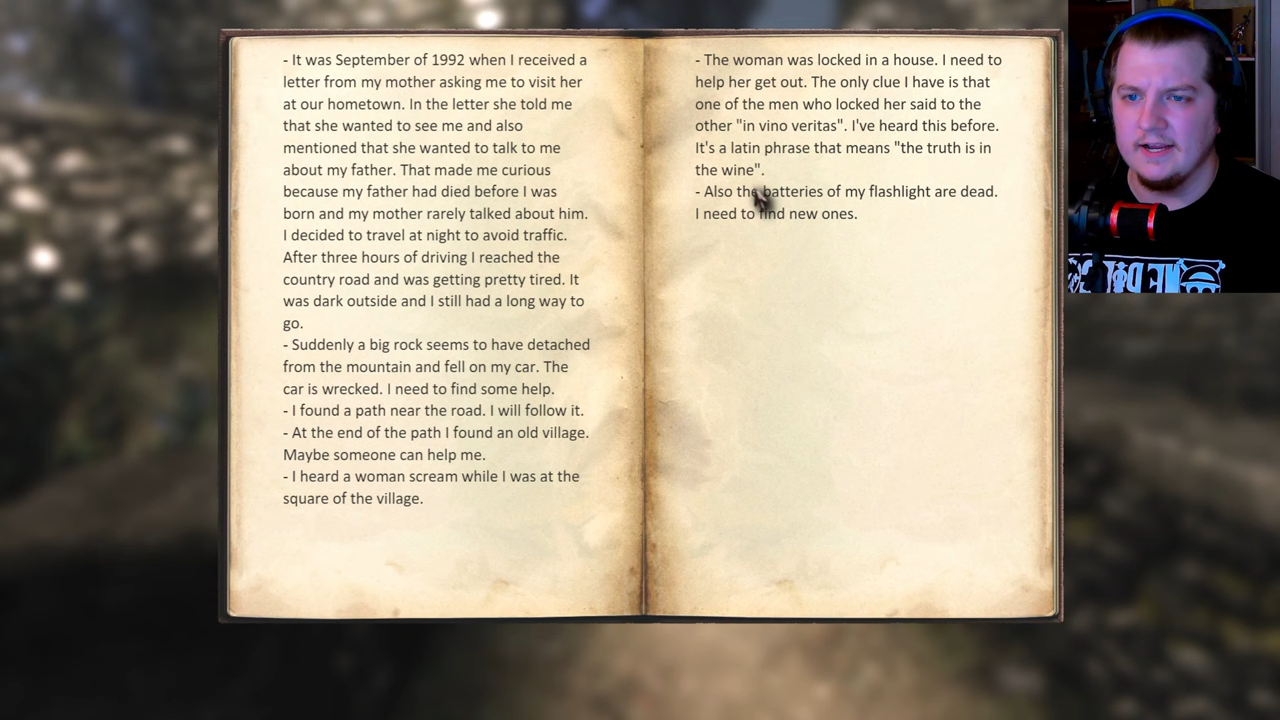 - It was September of 1992 when I received a
letter from my mother asking me to visit her
at our hometown. In the letter she told me
that she wanted to see me and also
mentioned that she wanted to talk to me
about my father. That made me curious
because my father had died before I was
born and my mother rarely talked about him.
I decided to travel at night to avoid traffic.
After three hours of driving I reached the
country road and was getting pretty tired. It
was dark outside and I still had a long way to
go.
- Suddenly a big rock seems to have detached
from the mountain and fell on my car. The
car is wrecked. I need to find some help.
- I found a path near the road. I will follow it.
- At the end of the path I found an old village.
Maybe someone can help me.
- I heard a woman scream while I was at the
square of the village.
- The woman was locked in a house. I need to
help her get out. The only clue I have is that
one of the men who locked her said to the
other "in vino veritas". I've heard this before.
It's a latin phrase that means "the truth is in
the wine".
- Also the batteries of my flashlight are dead.
I need to find new ones.